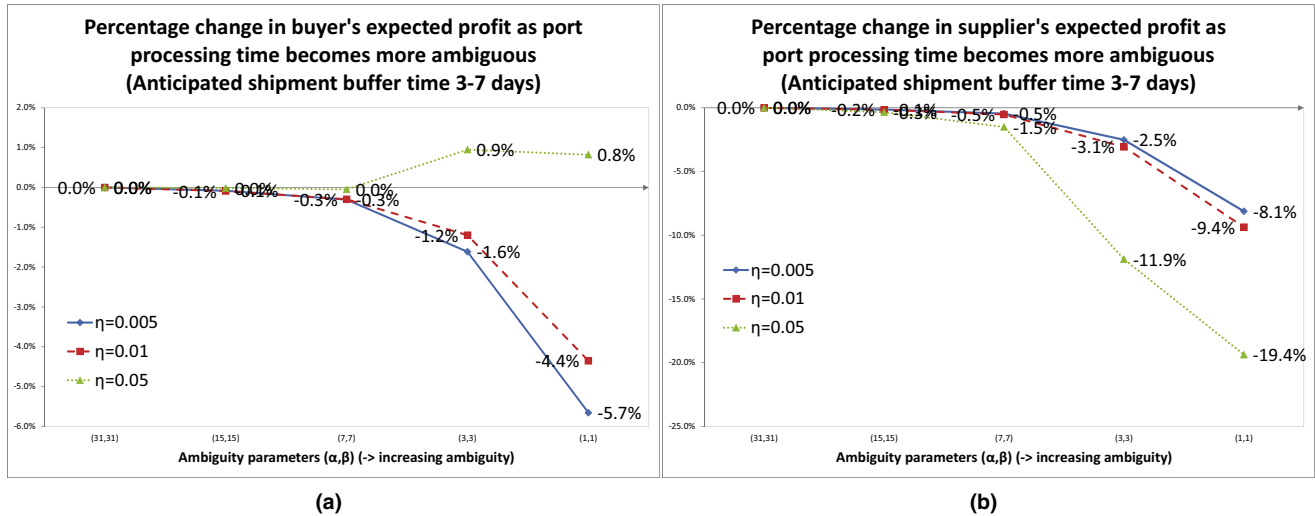 Percentage change in buyer's expected profit as port
processing time becomes more ambiguous
(Anticipated shipment buffer time 3-7 days)
2.0%
1.0%
0.0%
-1.0%
-2.0%
-3.0%
-4.0%
-5.0%
-6.0%
0.0% 0.0% -0.1% -0.1% 0.0% -0.3% -0.3% 0.0%
0.9%
0.8%
-1.2% -1.6%
-4.4%
-5.7%
η=0.005
η=0.01
η=0.05
(31,31) (15,15) (7,7) (3,3) (1,1)
Ambiguity parameters (α,β) (-> increasing ambiguity)
(a)
Percentage change in supplier's expected profit as
port processing time becomes more ambiguous
(Anticipated shipment buffer time 3-7 days)
0.0%
-5.0%
-10.0%
-15.0%
-20.0%
-25.0%
0.0% 0.0% -0.2% -0.1% -0.3% -0.5% -0.5%
-1.5%
-3.1% -2.5%
-8.1%
-9.4%
-11.9%
-19.4%
η=0.005
η=0.01
η=0.05
(31,31) (15,15) (7,7) (3,3) (1,1)
Ambiguity parameters (α,β) (-> increasing ambiguity)
(b)